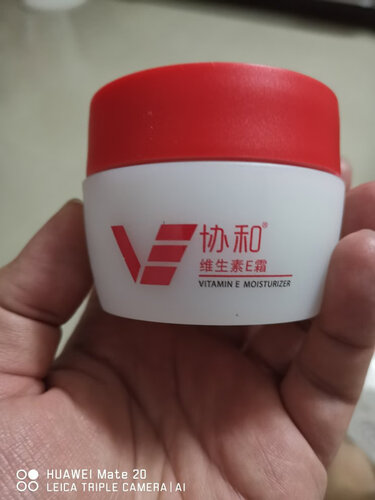 VE
协和®
维生素E霜
VITAMIN E MOISTURIZER
HUAWEI Mate 20
LEICA TRIPLE CAMERA | AI